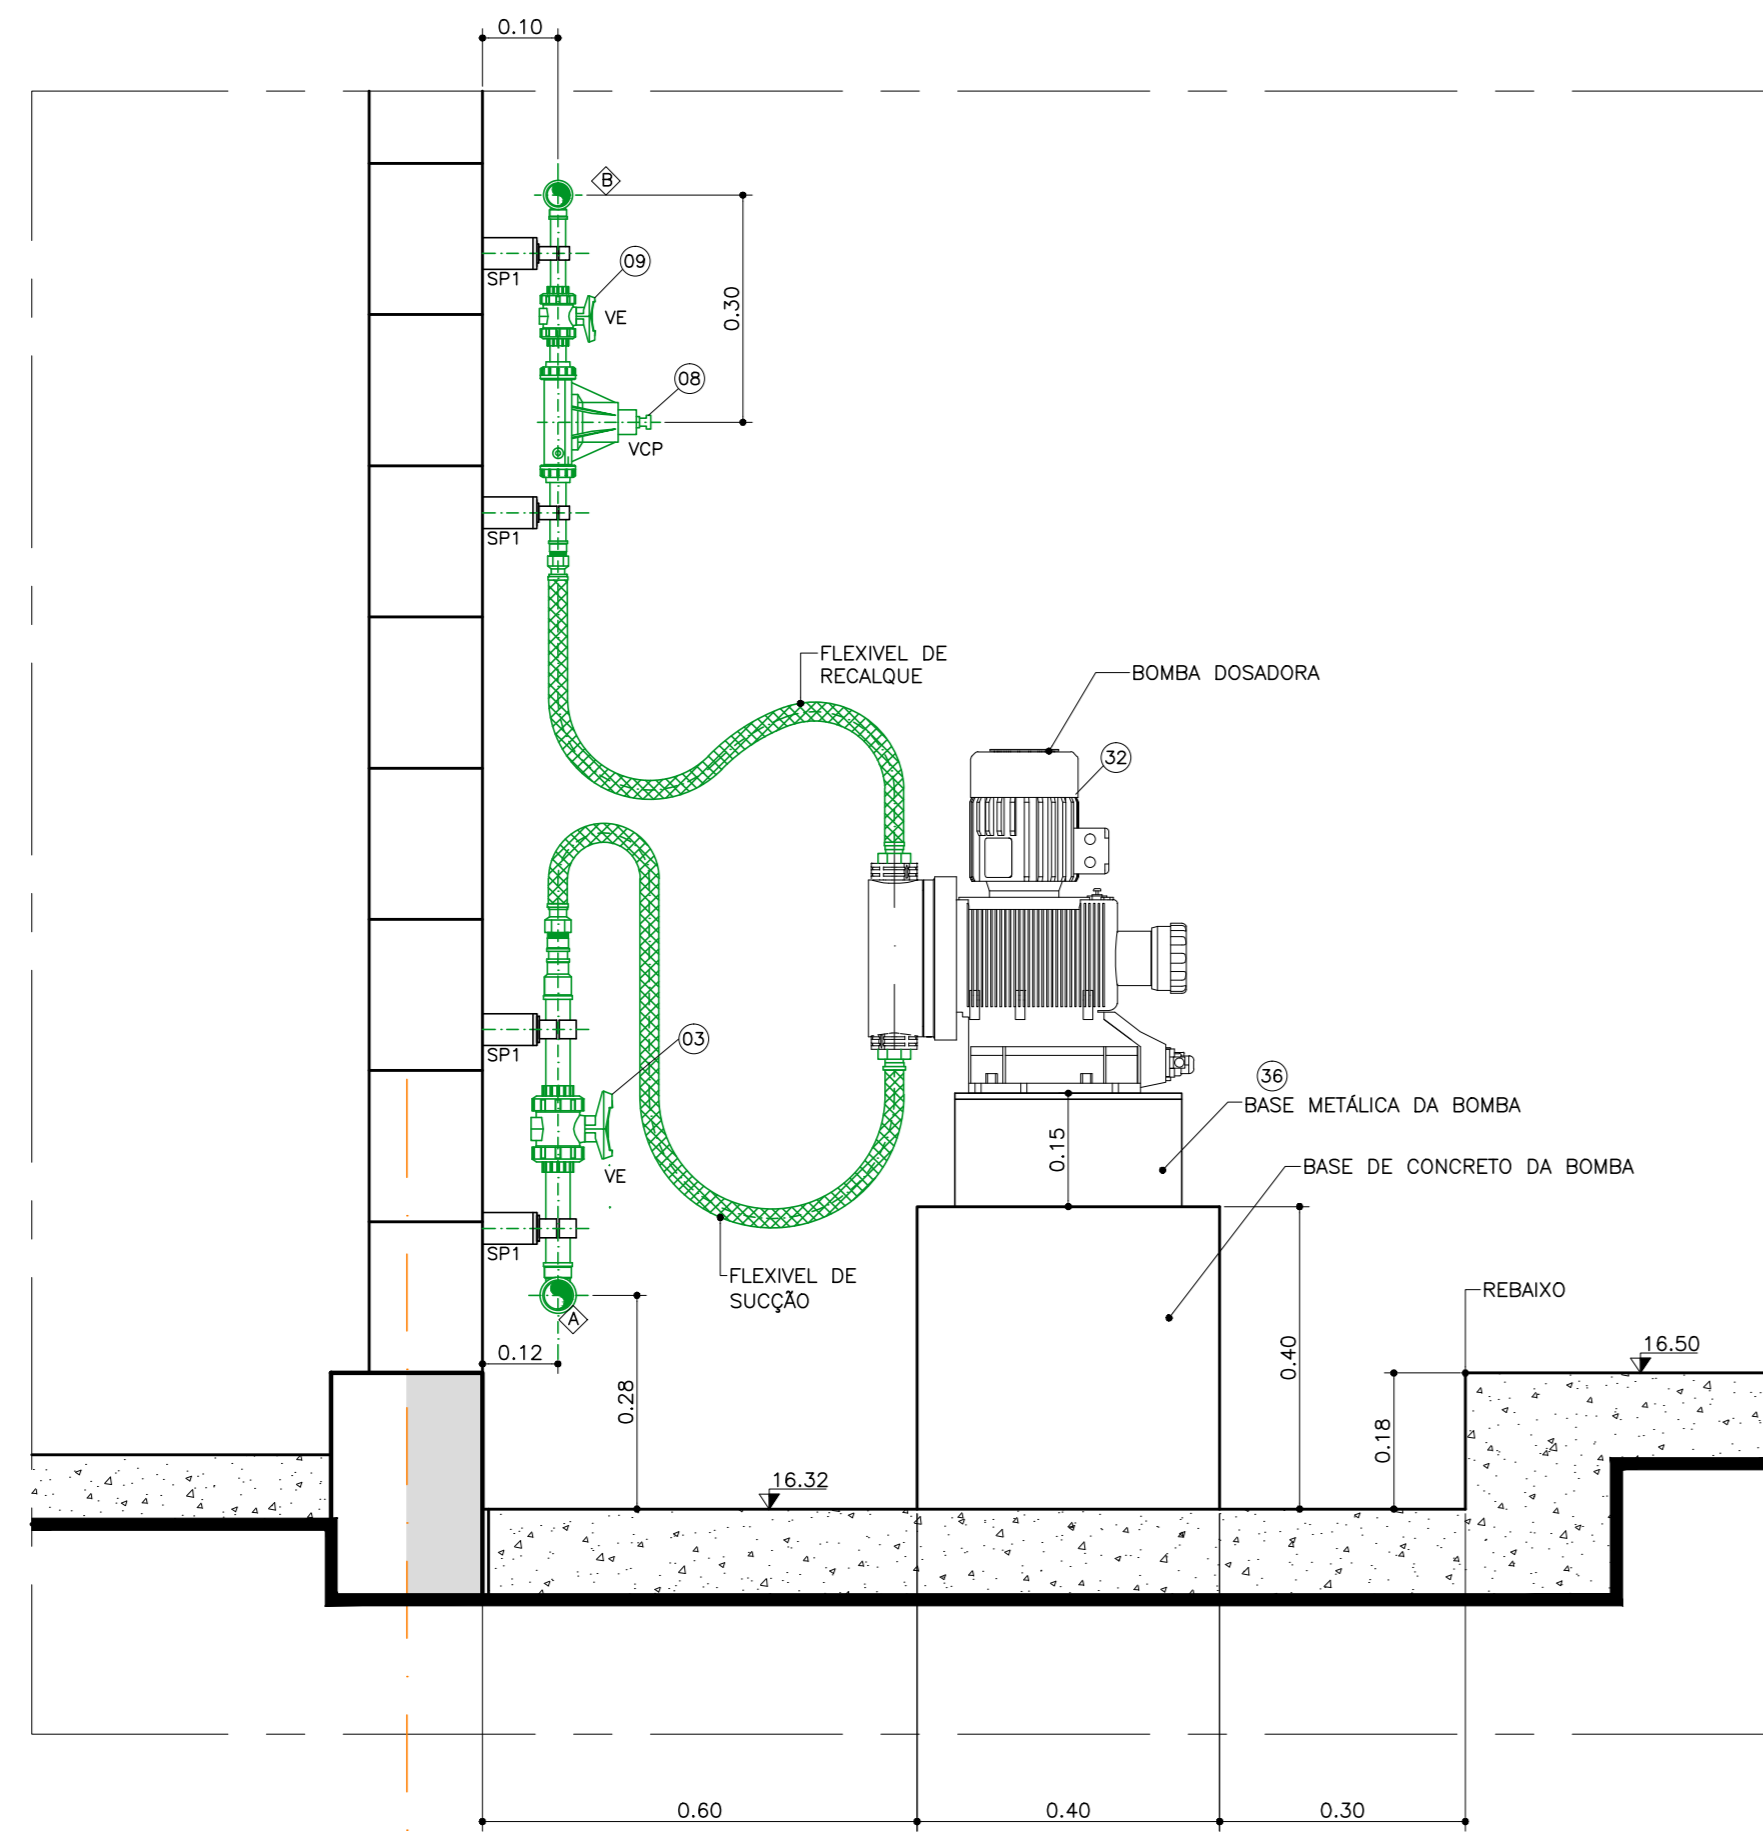 0.10
B
09
SP1
VE
0.30
08
VCP
SP1
FLEXIVEL DE
RECALQUE
BOMBA DOSADORA
32
03
SP1
36
BASE METÁLICA DA BOMBA
0.15
BASE DE CONCRETO DA BOMBA
VE
SP1
FLEXIVEL DE
SUCÇÃO
REBAIXO
A
0.12
0.28
0.40
16.50
0.18
16.32
0.60
0.40
0.30